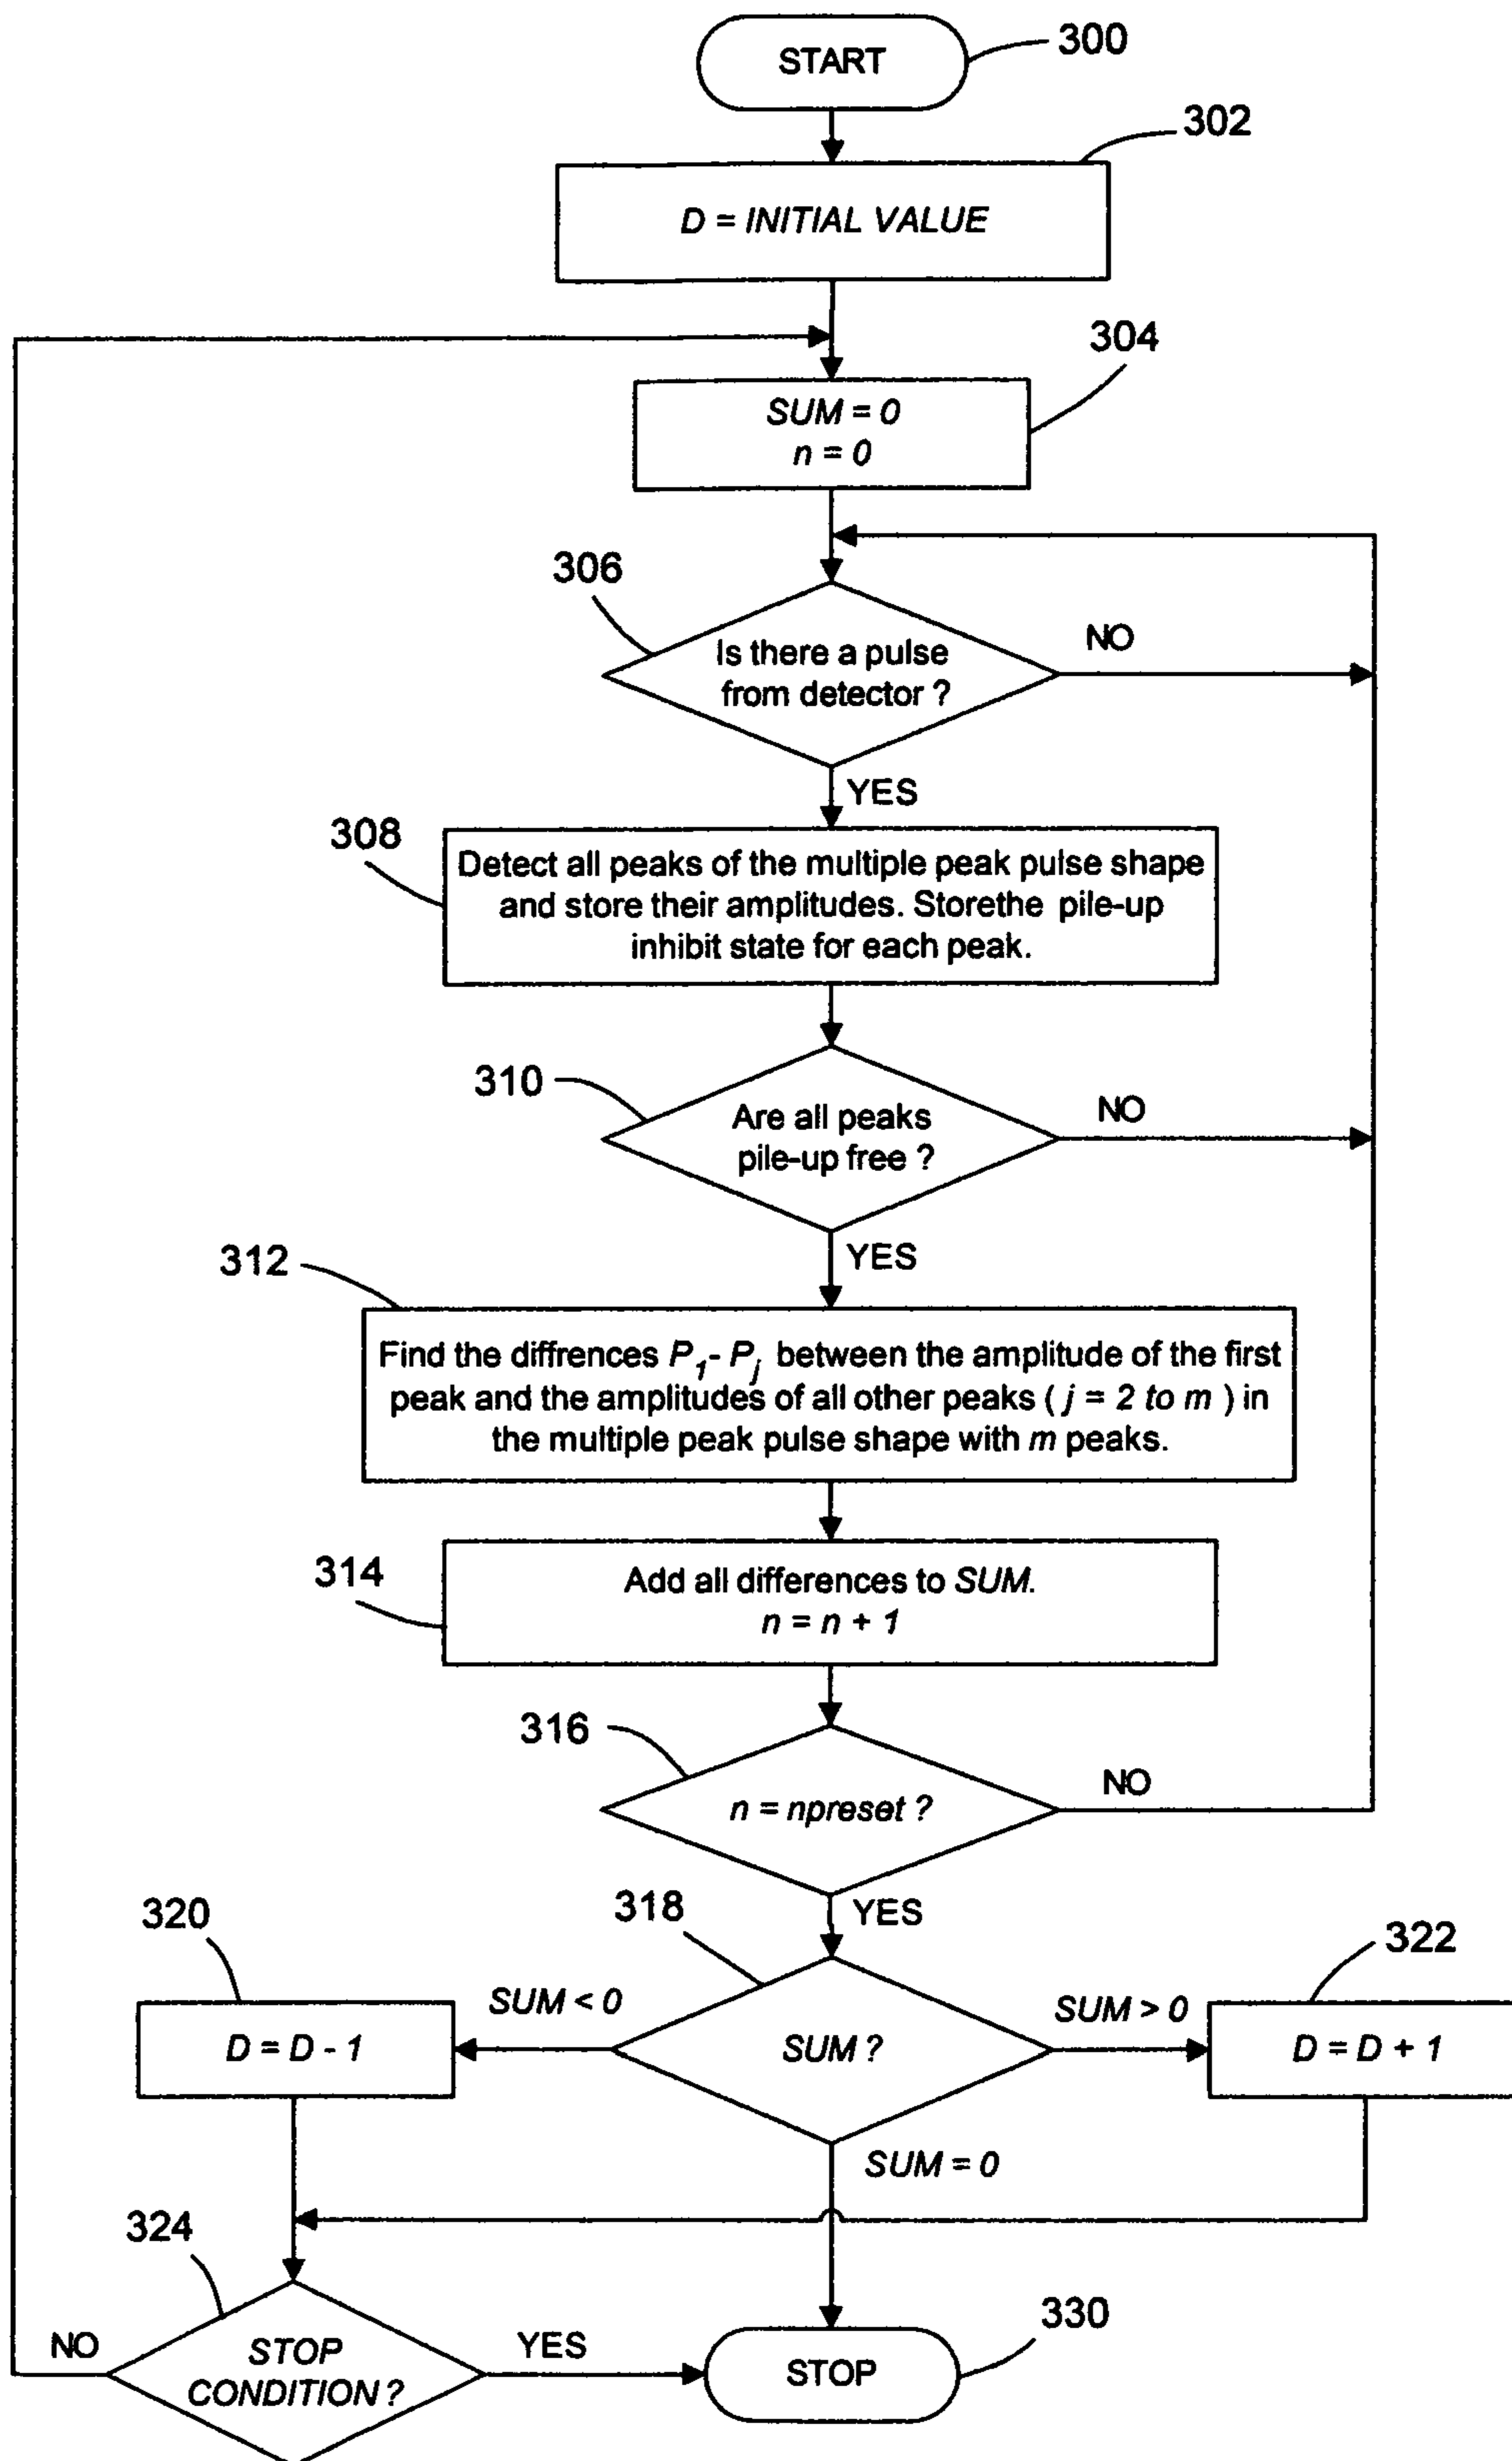 START
300
302
D = INITIAL VALUE
304
SUM = 0
n = 0
306
Is there a pulse
from detector ?
NO
YES
308
Detect all peaks of the multiple peak pulse shape
and store their amplitudes. Storethe pile-up
inhibit state for each peak.
310
Are all peaks
pile-up free ?
NO
YES
312
Find the diffrences P1- Pj between the amplitude of the first
peak and the amplitudes of all other peaks ( j = 2 to m ) in
the multiple peak pulse shape with m peaks.
314
Add all differences to SUM.
n = n + 1
316
n = npreset ?
NO
YES
318
320
322
SUM < 0
SUM > 0
D = D - 1
SUM ?
D = D + 1
SUM = 0
324
330
NO
STOP
CONDITION ?
YES
STOP